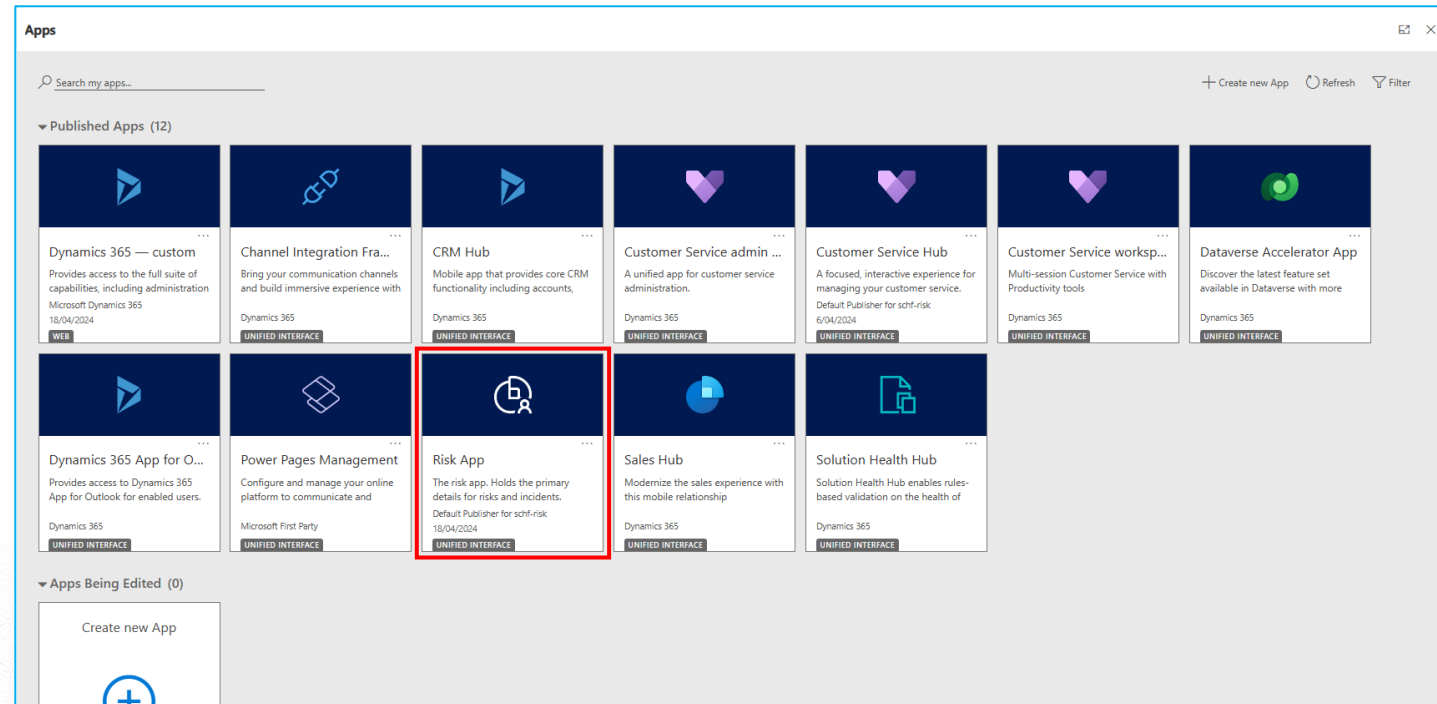 Apps
Search my apps...
Create new App
Refresh
Filter
Published Apps (12)
Dynamics 365 — custom
Provides access to the full suite of
capabilities, including administration
Microsoft Dynamics 365
18/04/2024
WEB
Channel Integration Fra...
Bring your communication channels
and build immersive experience with
Dynamics 365
UNIFIED INTERFACE
CRM Hub
Mobile app that provides core CRM
functionality including accounts,
Dynamics 365
UNIFIED INTERFACE
Customer Service admin ...
A unified app for customer service
administration.
Dynamics 365
UNIFIED INTERFACE
Customer Service Hub
A focused, interactive experience for
managing your customer service.
Default Publisher for schf-risk
6/04/2024
UNIFIED INTERFACE
Customer Service worksp...
Multi-session Customer Service with
Productivity tools
Dynamics 365
UNIFIED INTERFACE
Dataverse Accelerator App
Discover the latest feature set
available in Dataverse with more
Dynamics 365
UNIFIED INTERFACE
Dynamics 365 App for O...
Provides access to Dynamics 365
App for Outlook for enabled users.
Dynamics 365
UNIFIED INTERFACE
Power Pages Management
Configure and manage your online
platform to communicate and
Microsoft First Party
UNIFIED INTERFACE
Risk App
The risk app. Holds the primary
details for risks and incidents.
Default Publisher for schf-risk
18/04/2024
UNIFIED INTERFACE
Sales Hub
Modernize the sales experience with
this mobile relationship
Dynamics 365
UNIFIED INTERFACE
Solution Health Hub
Solution Health Hub enables rules-
based validation on the health of
Dynamics 365
UNIFIED INTERFACE
Apps Being Edited (0)
Create new App